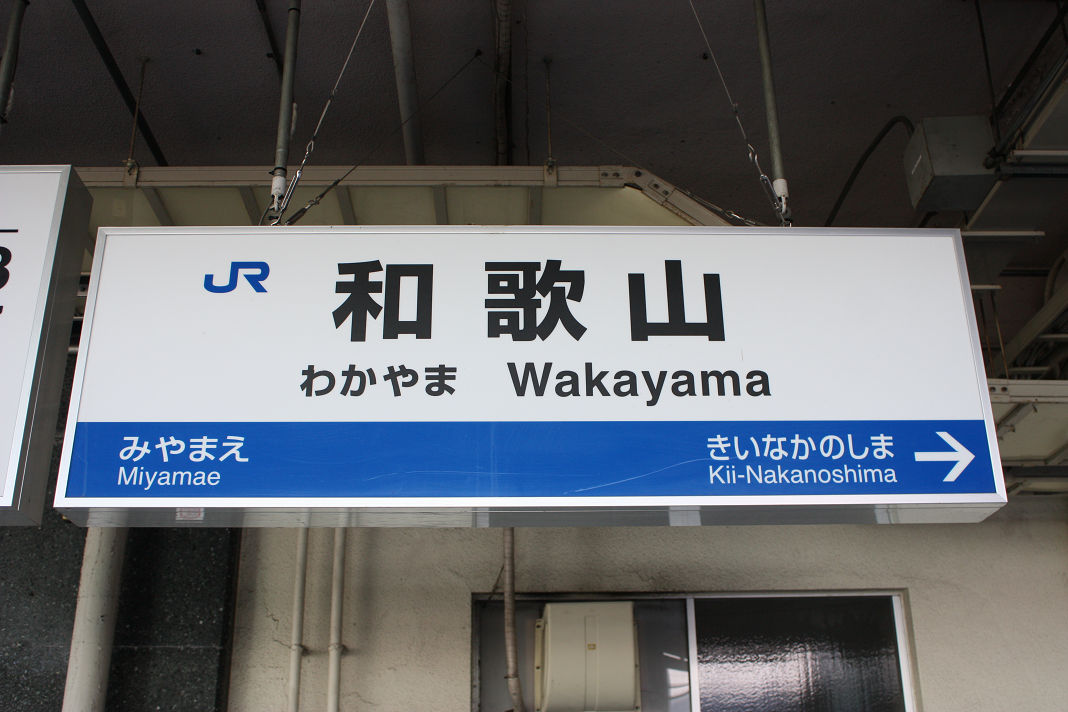 JR 和歌山
わかやま Wakayama
みやまえ
Miyamae
きいなかのしま →
Kii-Nakanoshima